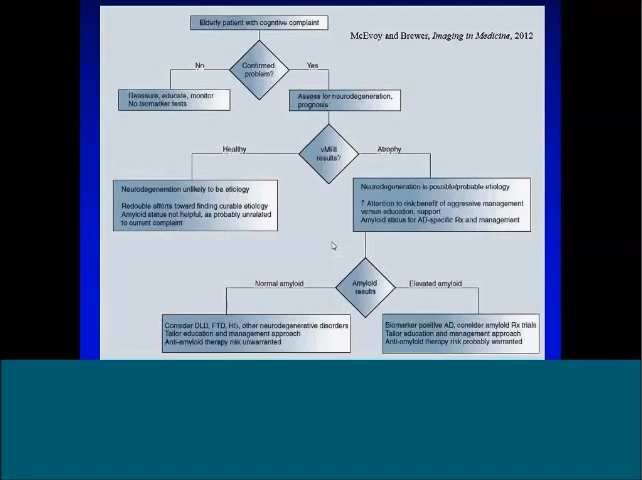 Elderly patient with cognitive complaint
McEvoy and Brewer, Imaging in Medicine, 2012
No
Confirmed
problem?
Yes
Reassure, educate, monitor
No biomarker tests
Assess for neurodegeneration,
prognosis
Healthy
vMRI
results?
Atrophy
Neurodegeneration unlikely to be etiology
Redouble efforts toward finding curable etiology
Amyloid status not helpful, as probably unrelated
to current complaint
Neurodegeneration is possible/probable etiology
↑ Attention to risk:benefit of aggressive management
versus education, support
Amyloid status for AD-specific Rx and management
Normal amyloid
Amyloid
results
Elevated amyloid
Consider DLB, FTD, HS, other neurodegenerative disorders
Tailor education and management approach
Anti-amyloid therapy risk unwarranted
Biomarker positive AD, consider amyloid Rx trials
Tailor education and management approach
Anti-amyloid therapy risk probably warranted